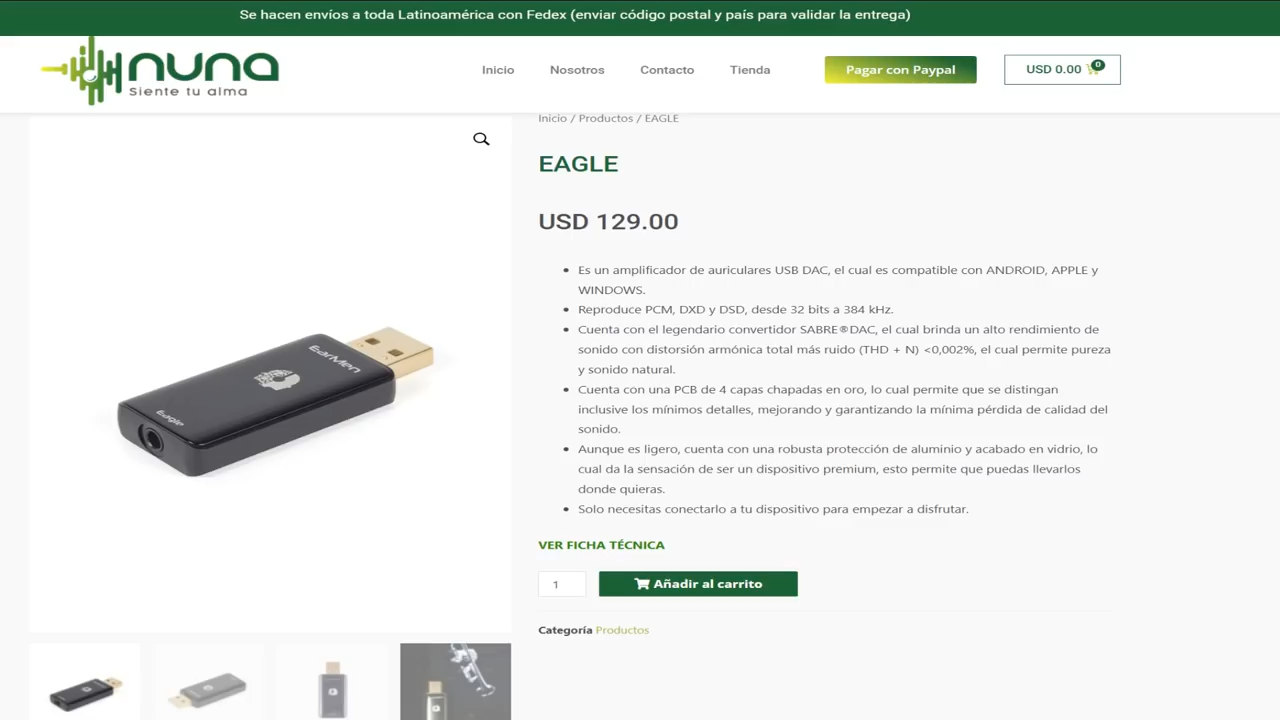 Se hacen envíos a toda Latinoamérica con Fedex (enviar código postal y país para validar la entrega)
nuna
Siente tu alma
Inicio
Nosotros
Contacto
Tienda
Pagar con Paypal
USD 0.00
0
Inicio / Productos / EAGLE
EAGLE
USD 129.00
Es un amplificador de auriculares USB DAC, el cual es compatible con ANDROID, APPLE y
WINDOWS.
Reproduce PCM, DXD y DSD, desde 32 bits a 384 kHz.
Cuenta con el legendario convertidor SABRE®DAC, el cual brinda un alto rendimiento de
sonido con distorsión armónica total más ruido (THD + N) <0,002%, el cual permite pureza
y sonido natural.
Cuenta con una PCB de 4 capas chapadas en oro, lo cual permite que se distingan
inclusive los mínimos detalles, mejorando y garantizando la mínima pérdida de calidad del
sonido.
Aunque es ligero, cuenta con una robusta protección de aluminio y acabado en vidrio, lo
cual da la sensación de ser un dispositivo premium, esto permite que puedas llevarlos
donde quieras.
Solo necesitas conectarlo a tu dispositivo para empezar a disfrutar.
VER FICHA TÉCNICA
1
Añadir al carrito
Categoría Productos
EarMen
Eagle